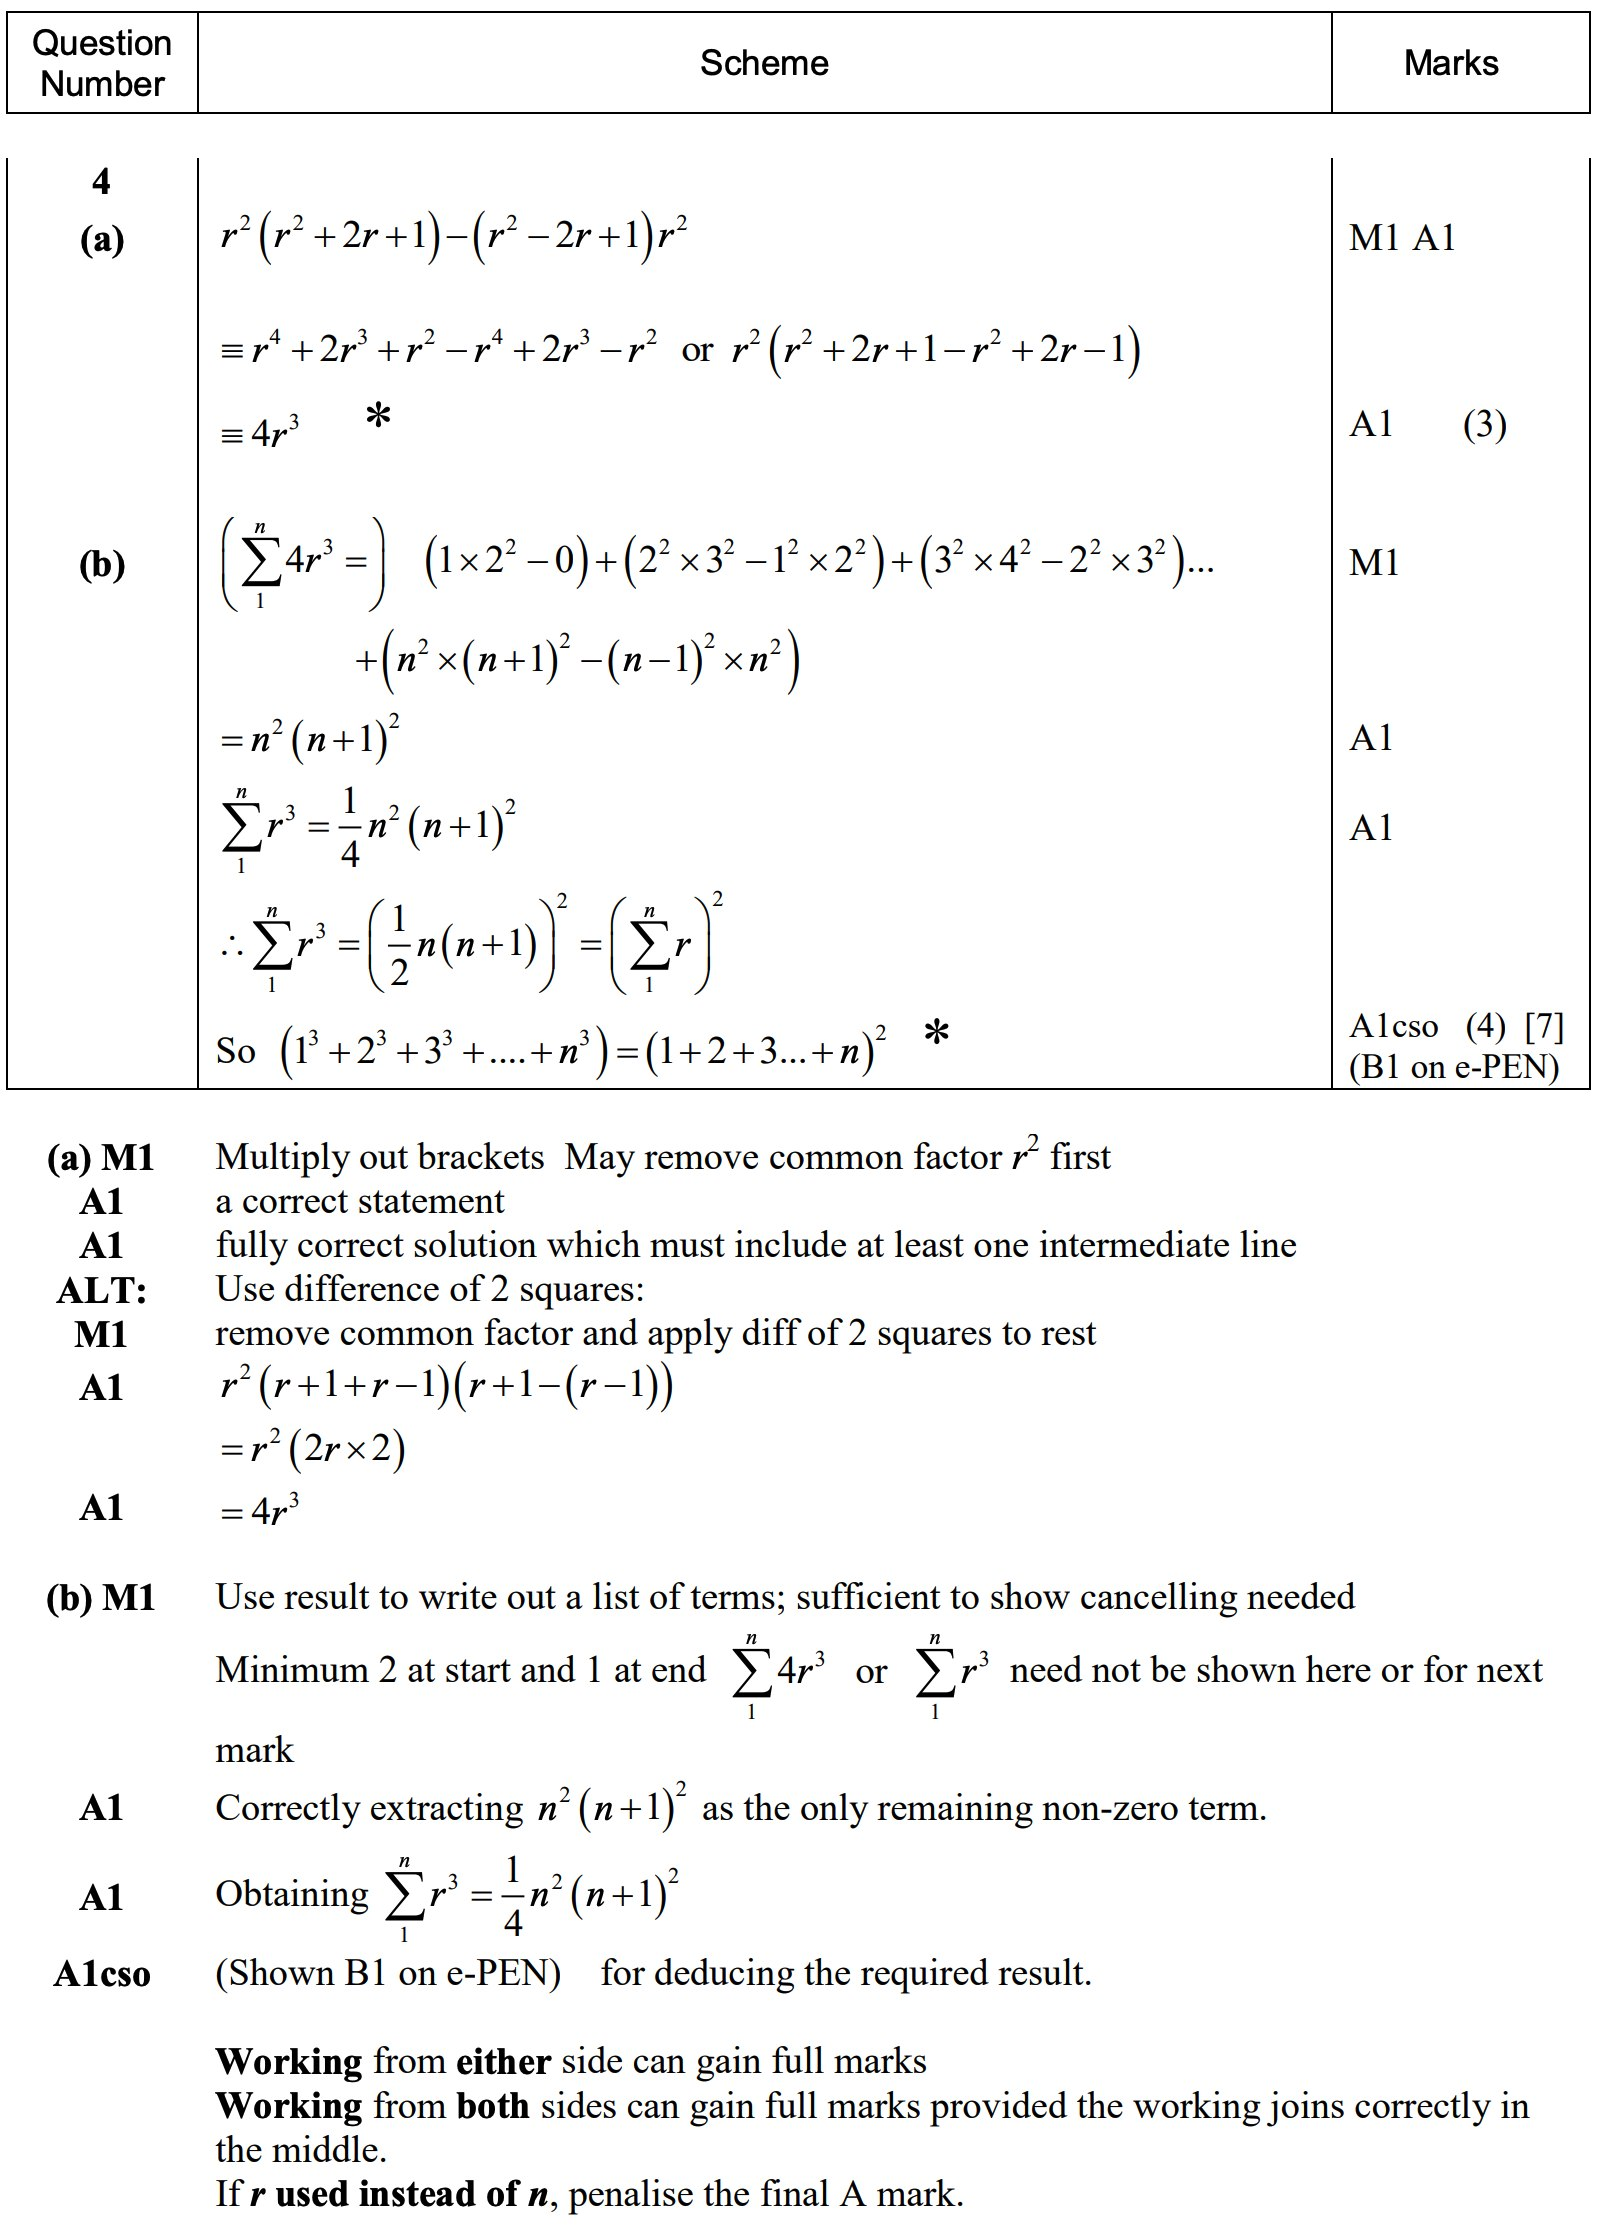 Question Number Scheme Marks
4
(a) r²(r² + 2r + 1) − (r² − 2r + 1)r² M1 A1
≡ r⁴ + 2r³ + r² − r⁴ + 2r³ − r² or r²(r² + 2r + 1 − r² + 2r − 1)
≡ 4r³ * A1 (3)
(b) (∑₁ⁿ 4r³ =) (1 × 2² − 0) + (2² × 3² − 1² × 2²) + (3² × 4² − 2² × 3²)... M1
+(n² × (n + 1)² − (n − 1)² × n²)
= n²(n + 1)² A1
∑₁ⁿ r³ = 1/4 n²(n + 1)² A1
∴ ∑₁ⁿ r³ = (1/2 n(n + 1))² = (∑₁ⁿ r)²
So (1³ + 2³ + 3³ + .... + n³) = (1 + 2 + 3... + n)² * A1cso (4) [7]
(B1 on e-PEN)
(a) M1 Multiply out brackets May remove common factor r² first
A1 a correct statement
A1 fully correct solution which must include at least one intermediate line
ALT: Use difference of 2 squares:
M1 remove common factor and apply diff of 2 squares to rest
A1 r²(r + 1 + r − 1)(r + 1 − (r − 1))
= r²(2r × 2)
A1 = 4r³
(b) M1 Use result to write out a list of terms; sufficient to show cancelling needed
Minimum 2 at start and 1 at end ∑₁ⁿ 4r³ or ∑₁ⁿ r³ need not be shown here or for next
mark
A1 Correctly extracting n²(n + 1)² as the only remaining non-zero term.
A1 Obtaining ∑₁ⁿ r³ = 1/4 n²(n + 1)²
A1cso (Shown B1 on e-PEN) for deducing the required result.
Working from either side can gain full marks
Working from both sides can gain full marks provided the working joins correctly in
the middle.
If r used instead of n, penalise the final A mark.